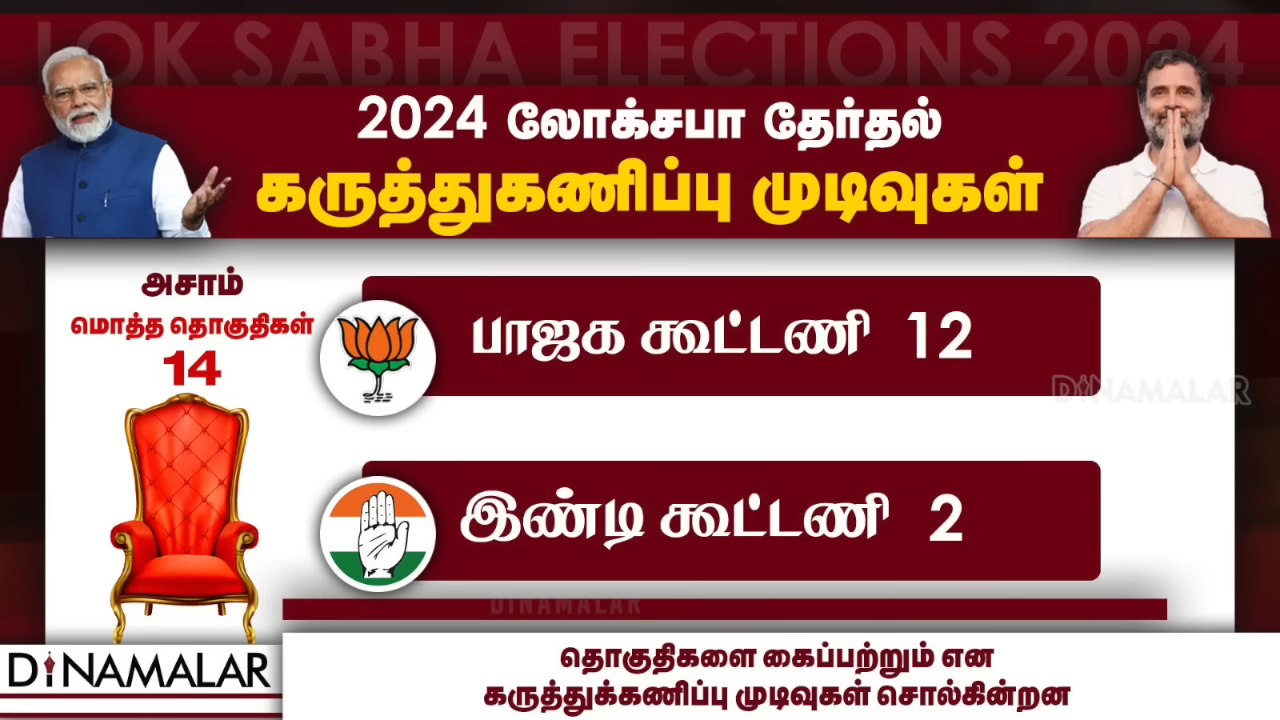 LOK SABHA ELECTIONS 2024
2024 லோக்சபா தேர்தல்
கருத்துகணிப்பு முடிவுகள்
அசாம்
மொத்த தொகுதிகள்
14
பாஜக கூட்டணி 12
DINAMALAR
இண்டி கூட்டணி 2
DINAMALAR
DINAMALAR
தொகுதிகளை கைப்பற்றும் என
கருத்துக்கணிப்பு முடிவுகள் சொல்கின்றன